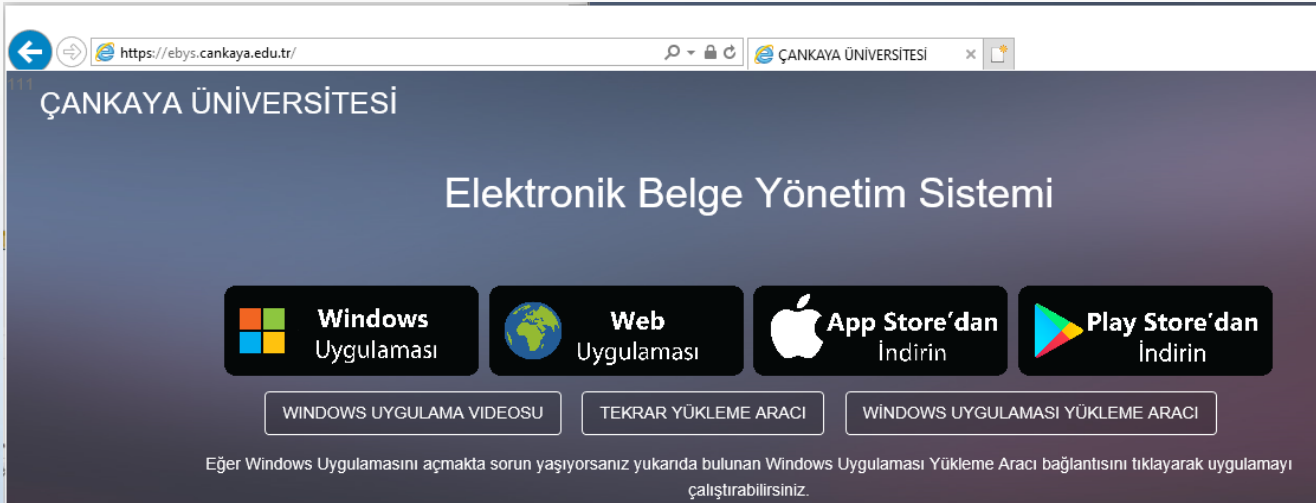 https://ebys.cankaya.edu.tr/
ÇANKAYA ÜNİVERSİTESİ
111
ÇANKAYA ÜNİVERSİTESİ
Elektronik Belge Yönetim Sistemi
Windows
Uygulaması
Web
Uygulaması
App Store'dan
İndirin
Play Store'dan
İndirin
WINDOWS UYGULAMA VIDEOSU
TEKRAR YÜKLEME ARACI
WİNDOWS UYGULAMASI YÜKLEME ARACI
Eğer Windows Uygulamasını açmakta sorun yaşıyorsanız yukarıda bulunan Windows Uygulaması Yükleme Aracı bağlantısını tıklayarak uygulamayı
çalıştırabilirsiniz.